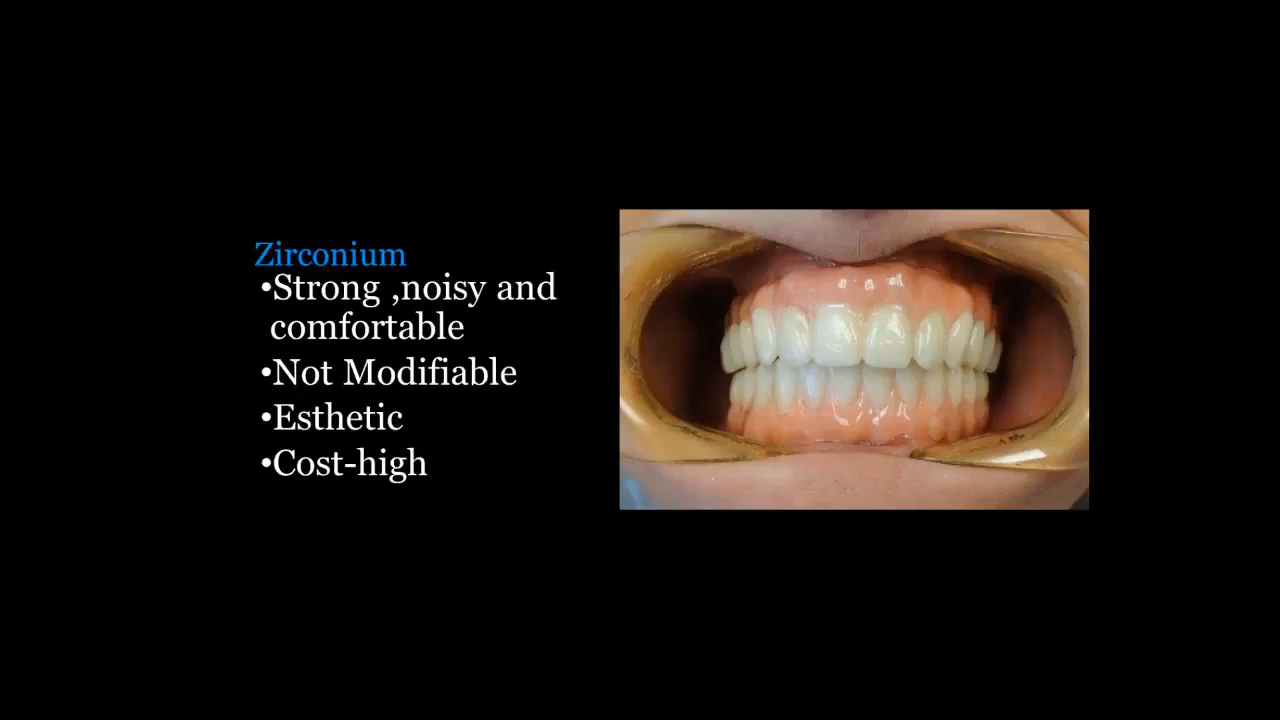 Zirconium
•Strong ,noisy and
comfortable
•Not Modifiable
•Esthetic
•Cost-high